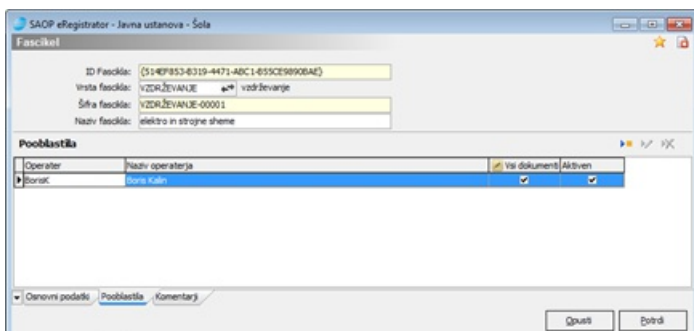 SAOP eRegistrator - Javna ustanova - Šola
Fascikel
ID Fascikla: {514EF853-B319-4471-ABC1-B55CE9890BAE}
Vrsta fascikla: VZDRŽEVANJE vzdrževanje
Šifra fascikla: VZDRŽEVANJE-00001
Naziv fascikla: elektro in strojne sheme
Pooblastila
Operater Naziv operaterja Vsi dokumenti Aktiven
BorisK Boris Kalin
Osnovni podatki Pooblastila Komentarji
Opusti Potrdi